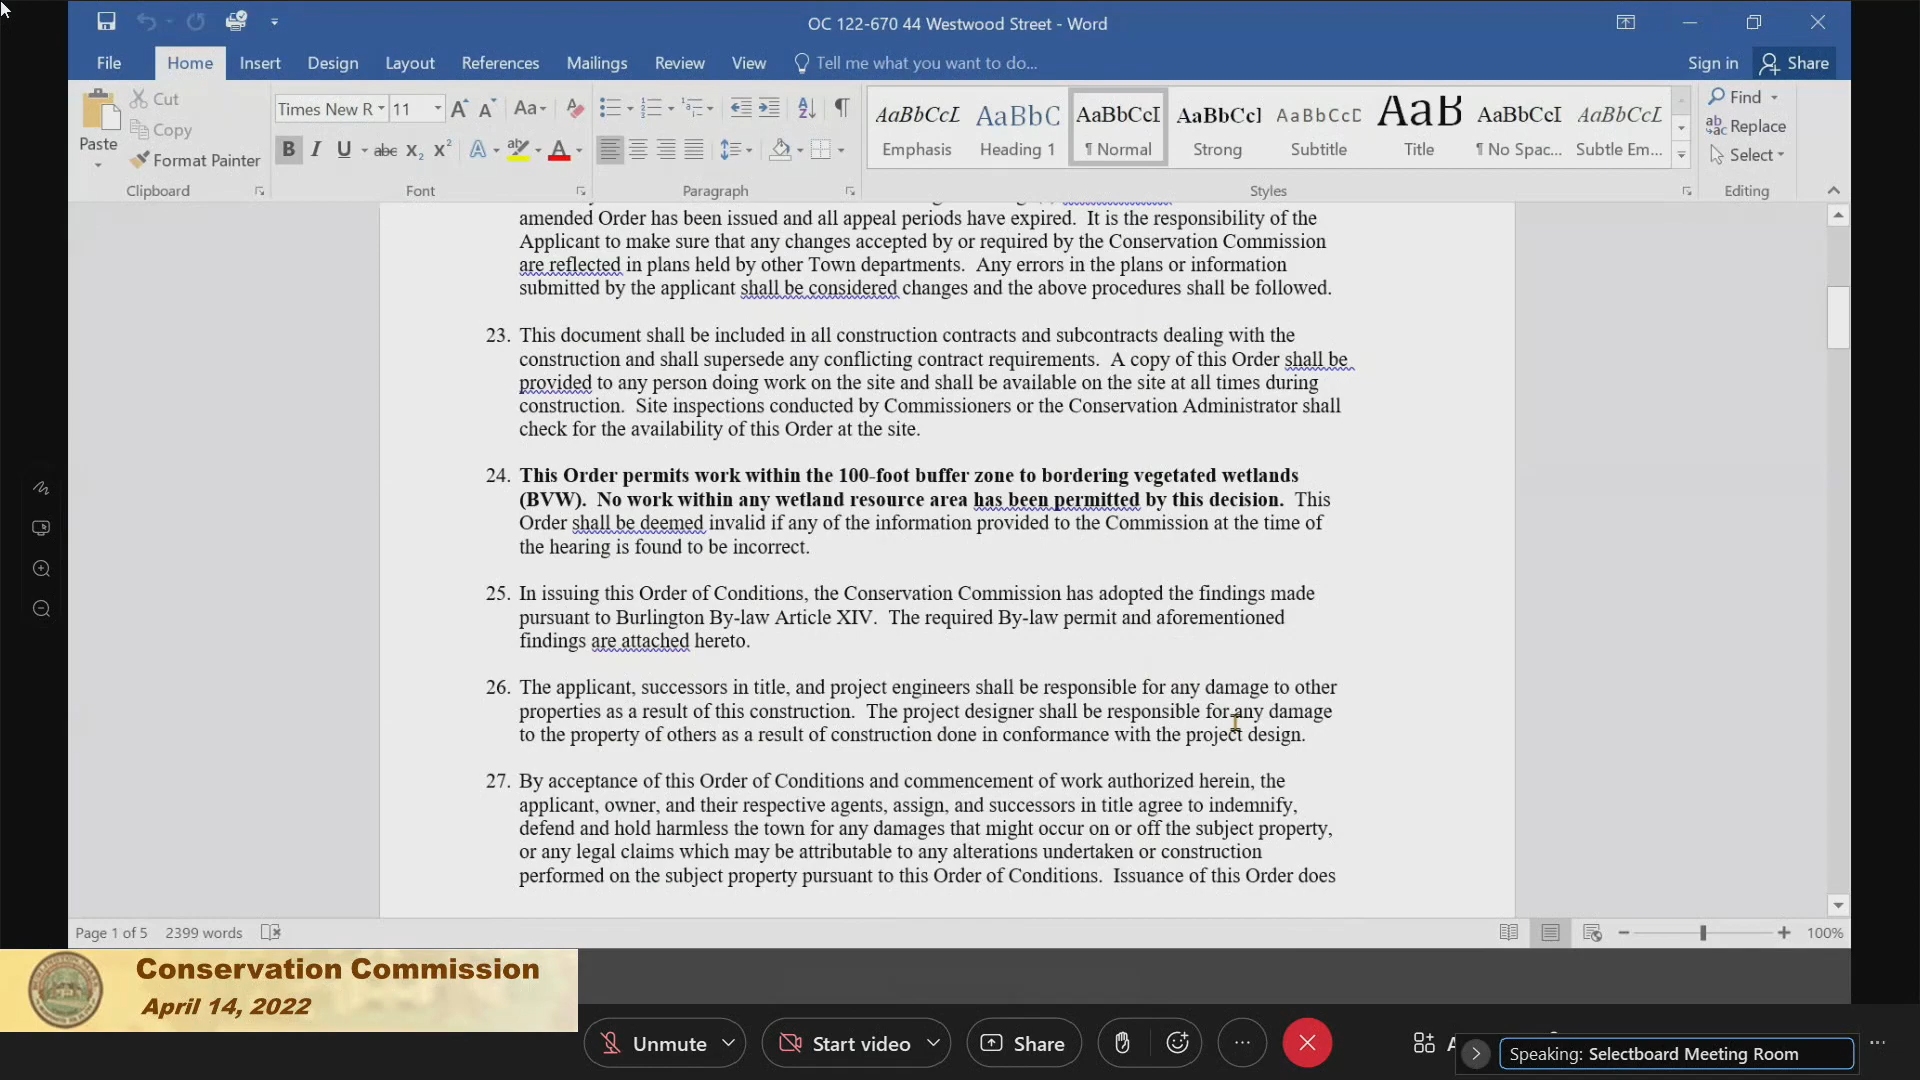 OC 122-670 44 Westwood Street - Word
File Home Insert Design Layout References Mailings Review View Tell me what you want to do... Sign in Share
Paste
Cut
Copy
Format Painter
Clipboard
Times New R 11
Font
Paragraph
AaBbCcL Emphasis
AaBbC Heading 1
AaBbCcI ¶ Normal
AaBbCcl Strong
AaBbCcD Subtitle
AaB Title
AaBbCcI ¶ No Spac...
AaBbCcL Subtle Em...
Styles
Find
Replace
Select
Editing
amended Order has been issued and all appeal periods have expired. It is the responsibility of the
Applicant to make sure that any changes accepted by or required by the Conservation Commission
are reflected in plans held by other Town departments. Any errors in the plans or information
submitted by the applicant shall be considered changes and the above procedures shall be followed.
23. This document shall be included in all construction contracts and subcontracts dealing with the
construction and shall supersede any conflicting contract requirements. A copy of this Order shall be
provided to any person doing work on the site and shall be available on the site at all times during
construction. Site inspections conducted by Commissioners or the Conservation Administrator shall
check for the availability of this Order at the site.
24. This Order permits work within the 100-foot buffer zone to bordering vegetated wetlands
(BVW). No work within any wetland resource area has been permitted by this decision. This
Order shall be deemed invalid if any of the information provided to the Commission at the time of
the hearing is found to be incorrect.
25. In issuing this Order of Conditions, the Conservation Commission has adopted the findings made
pursuant to Burlington By-law Article XIV. The required By-law permit and aforementioned
findings are attached hereto.
26. The applicant, successors in title, and project engineers shall be responsible for any damage to other
properties as a result of this construction. The project designer shall be responsible for any damage
to the property of others as a result of construction done in conformance with the project design.
27. By acceptance of this Order of Conditions and commencement of work authorized herein, the
applicant, owner, and their respective agents, assign, and successors in title agree to indemnify,
defend and hold harmless the town for any damages that might occur on or off the subject property,
or any legal claims which may be attributable to any alterations undertaken or construction
performed on the subject property pursuant to this Order of Conditions. Issuance of this Order does
Page 1 of 5 2399 words 100%
Conservation Commission
April 14, 2022
Unmute Start video Share
Speaking: Selectboard Meeting Room